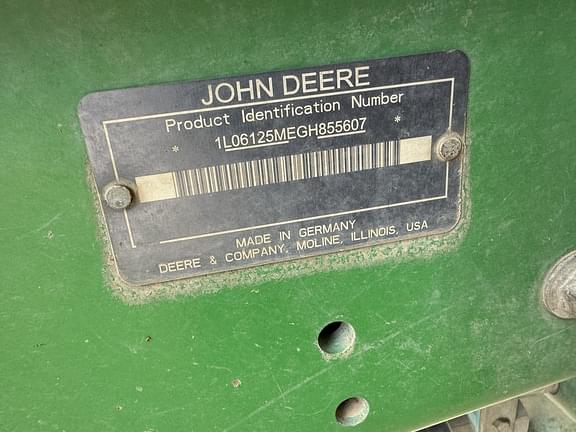 JOHN DEERE
Product Identification Number
* 1L06125MEGH855607 *
MADE IN GERMANY
DEERE & COMPANY, MOLINE, ILLINOIS, USA